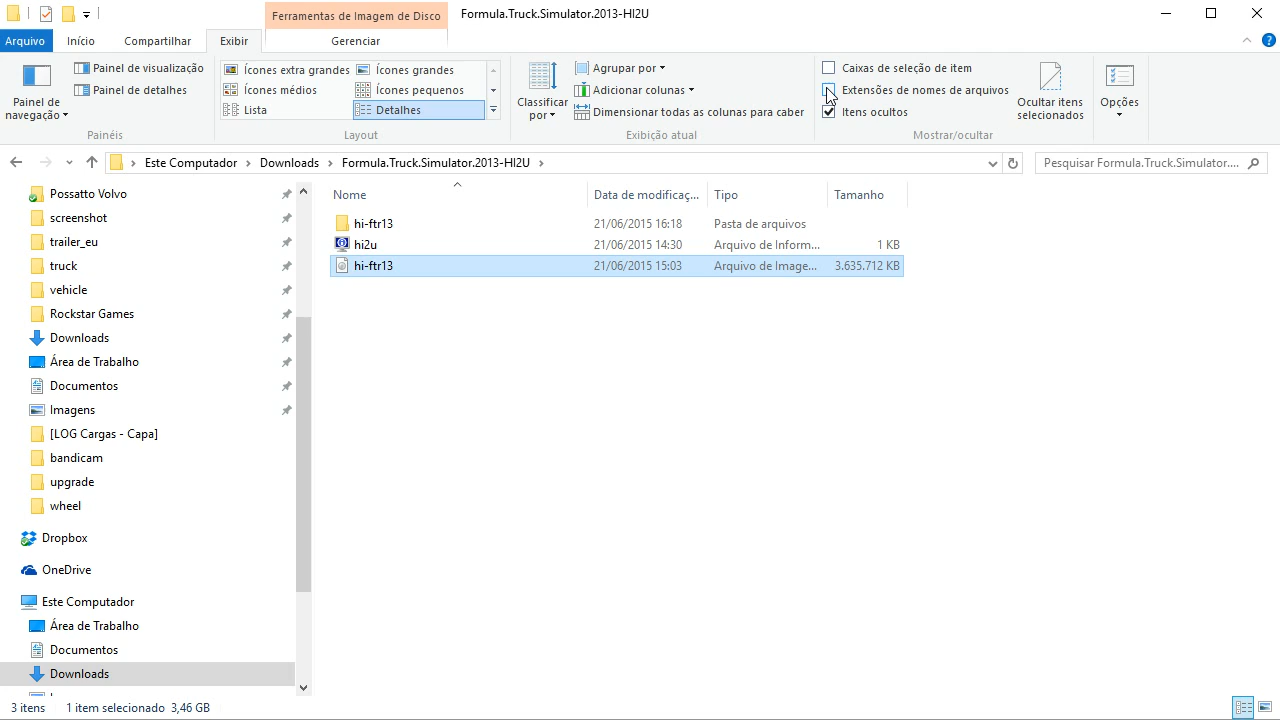 Ferramentas de Imagem de Disco
Formula.Truck.Simulator.2013-HI2U
Arquivo
Início
Compartilhar
Exibir
Gerenciar
Painel de navegação
Painel de visualização
Painel de detalhes
Painéis
Ícones extra grandes
Ícones grandes
Ícones médios
Ícones pequenos
Lista
Detalhes
Layout
Classificar por
Agrupar por
Adicionar colunas
Dimensionar todas as colunas para caber
Exibição atual
Caixas de seleção de item
Extensões de nomes de arquivos
Itens ocultos
Ocultar itens selecionados
Mostrar/ocultar
Opções
Este Computador
Downloads
Formula.Truck.Simulator.2013-HI2U
Pesquisar Formula.Truck.Simulator....
Possatto Volvo
screenshot
trailer_eu
truck
vehicle
Rockstar Games
Downloads
Área de Trabalho
Documentos
Imagens
[LOG Cargas - Capa]
bandicam
upgrade
wheel
Dropbox
OneDrive
Este Computador
Área de Trabalho
Documentos
Downloads
Nome Data de modificaç... Tipo Tamanho
hi-ftr13 21/06/2015 16:18 Pasta de arquivos
hi2u 21/06/2015 14:30 Arquivo de Inform... 1 KB
hi-ftr13 21/06/2015 15:03 Arquivo de Image... 3.635.712 KB
3 itens 1 item selecionado 3,46 GB